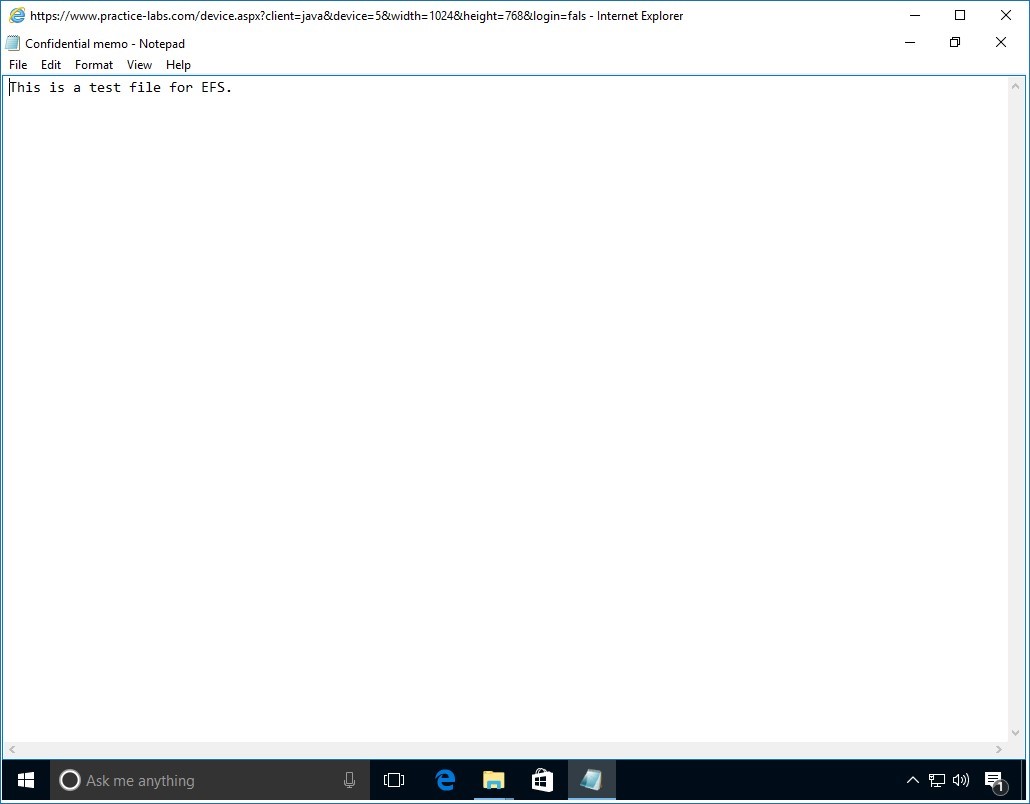 https://www.practice-labs.com/device.aspx?client=java&device=5&width=1024&height=768&login=fals - Internet Explorer
Confidential memo - Notepad
File Edit Format View Help
This is a test file for EFS.
Ask me anything
1